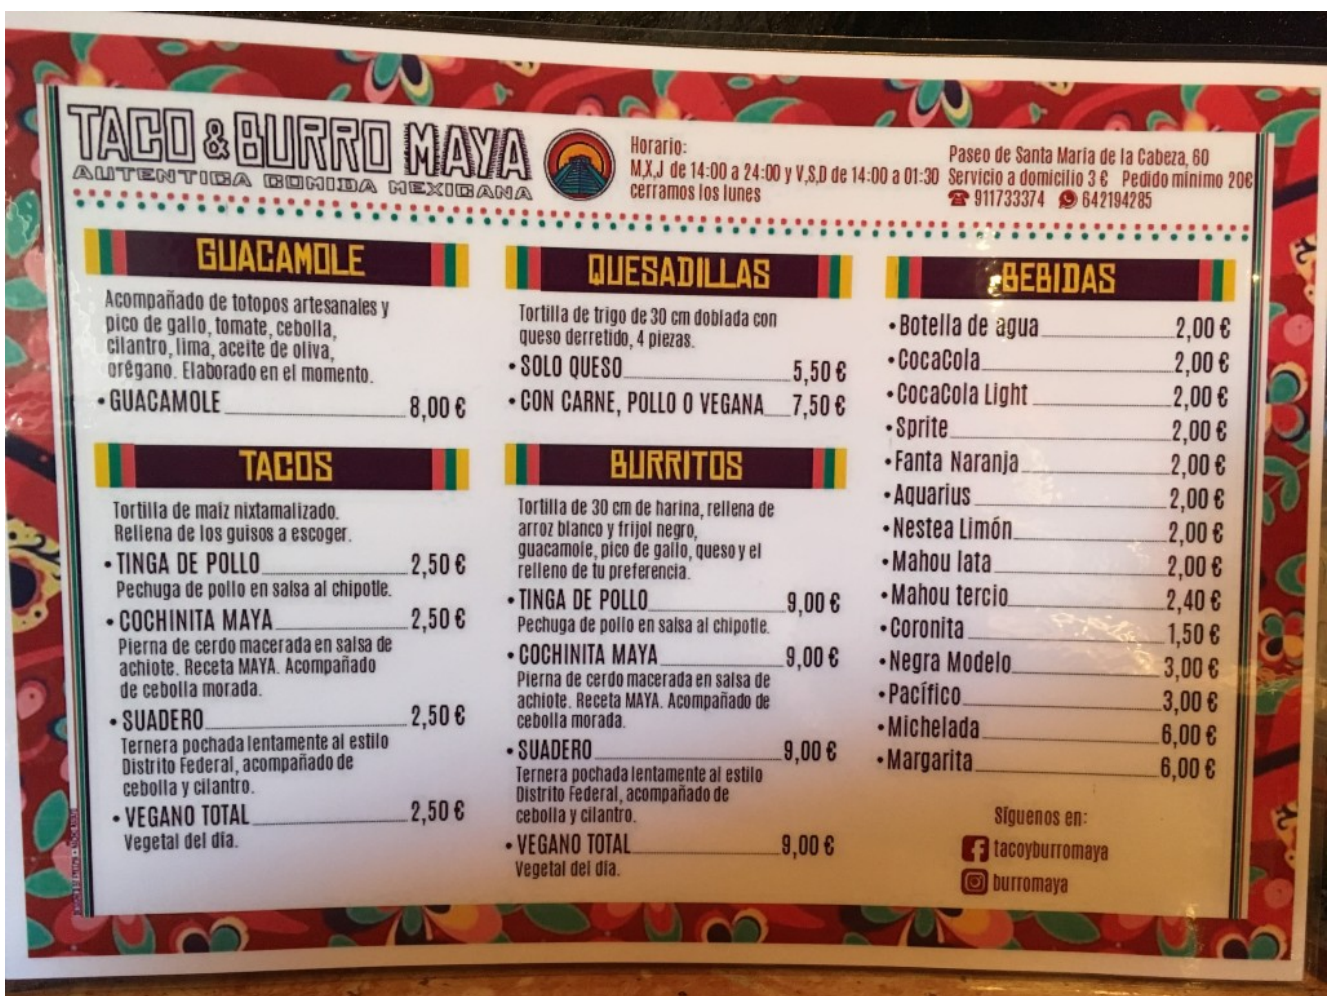 TACO & BURRO MAYA
AUTENTICA COMIDA MEXICANA
Horario:
M,X,J de 14:00 a 24:00 y V,S,D de 14:00 a 01:30
cerramos los lunes
Paseo de Santa María de la Cabeza, 60
Servicio a domicilio 3 € Pedido mínimo 20€
911733374 642194285
GUACAMOLE
Acompañado de totopos artesanales y
pico de gallo, tomate, cebolla,
cilantro, lima, aceite de oliva,
orégano. Elaborado en el momento.
•GUACAMOLE 8,00 €
TACOS
Tortilla de maíz nixtamalizado.
Rellena de los guisos a escoger.
•TINGA DE POLLO 2,50 €
Pechuga de pollo en salsa al chipotle.
•COCHINITA MAYA 2,50 €
Pierna de cerdo macerada en salsa de
achiote. Receta MAYA. Acompañado
de cebolla morada.
•SUADERO 2,50 €
Ternera pochada lentamente al estilo
Distrito Federal, acompañado de
cebolla y cilantro.
•VEGANO TOTAL 2,50 €
Vegetal del día.
QUESADILLAS
Tortilla de trigo de 30 cm doblada con
queso derretido, 4 piezas.
•SOLO QUESO 5,50 €
•CON CARNE, POLLO O VEGANA 7,50 €
BURRITOS
Tortilla de 30 cm de harina, rellena de
arroz blanco y frijol negro,
guacamole, pico de gallo, queso y el
relleno de tu preferencia.
•TINGA DE POLLO 9,00 €
Pechuga de pollo en salsa al chipotle.
•COCHINITA MAYA 9,00 €
Pierna de cerdo macerada en salsa de
achiote. Receta MAYA. Acompañado de
cebolla morada.
•SUADERO 9,00 €
Ternera pochada lentamente al estilo
Distrito Federal, acompañado de
cebolla y cilantro.
•VEGANO TOTAL 9,00 €
Vegetal del día.
BEBIDAS
•Botella de agua 2,00 €
•CocaCola 2,00 €
•CocaCola Light 2,00 €
•Sprite 2,00 €
•Fanta Naranja 2,00 €
•Aquarius 2,00 €
•Nestea Limón 2,00 €
•Mahou lata 2,00 €
•Mahou tercio 2,40 €
•Coronita 1,50 €
•Negra Modelo 3,00 €
•Pacífico 3,00 €
•Michelada 6,00 €
•Margarita 6,00 €
Síguenos en:
tacoyburromaya
burromaya